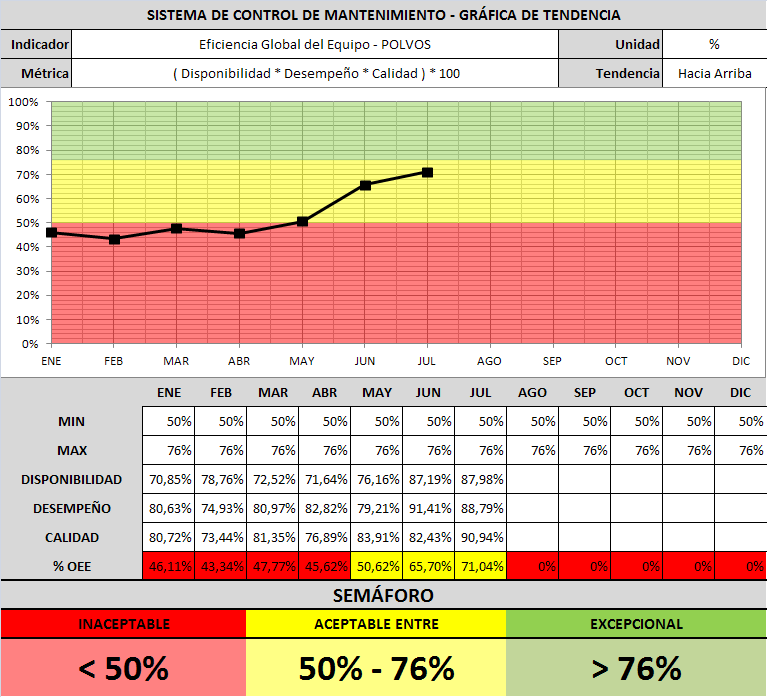 SISTEMA DE CONTROL DE MANTENIMIENTO - GRÁFICA DE TENDENCIA
Indicador Eficiencia Global del Equipo - POLVOS Unidad %
Métrica ( Disponibilidad * Desempeño * Calidad ) * 100 Tendencia Hacia Arriba
100%
90%
80%
70%
60%
50%
40%
30%
20%
10%
0%
ENE FEB MAR ABR MAY JUN JUL AGO SEP OCT NOV DIC
ENE FEB MAR ABR MAY JUN JUL AGO SEP OCT NOV DIC
MIN 50% 50% 50% 50% 50% 50% 50% 50% 50% 50% 50% 50%
MAX 76% 76% 76% 76% 76% 76% 76% 76% 76% 76% 76% 76%
DISPONIBILIDAD 70,85% 78,76% 72,52% 71,64% 76,16% 87,19% 87,98%
DESEMPEÑO 80,63% 74,93% 80,97% 82,82% 79,21% 91,41% 88,79%
CALIDAD 80,72% 73,44% 81,35% 76,89% 83,91% 82,43% 90,94%
% OEE 46,11% 43,34% 47,77% 45,62% 50,62% 65,70% 71,04% 0% 0% 0% 0% 0%
SEMÁFORO
INACEPTABLE ACEPTABLE ENTRE EXCEPCIONAL
< 50% 50% - 76% > 76%